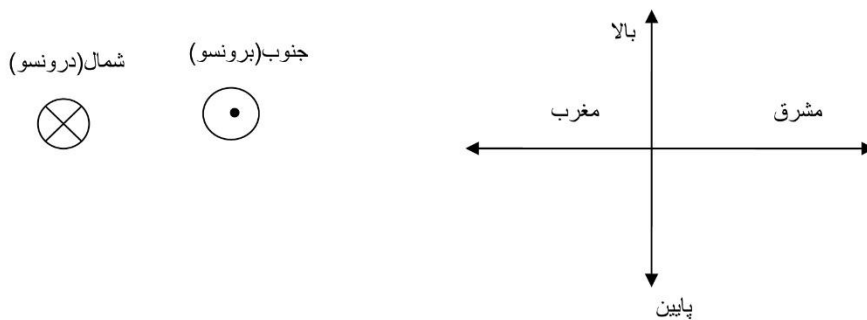 بالا
جنوب(برونسو)
شمال(درونسو)
مشرق
مغرب
پایین